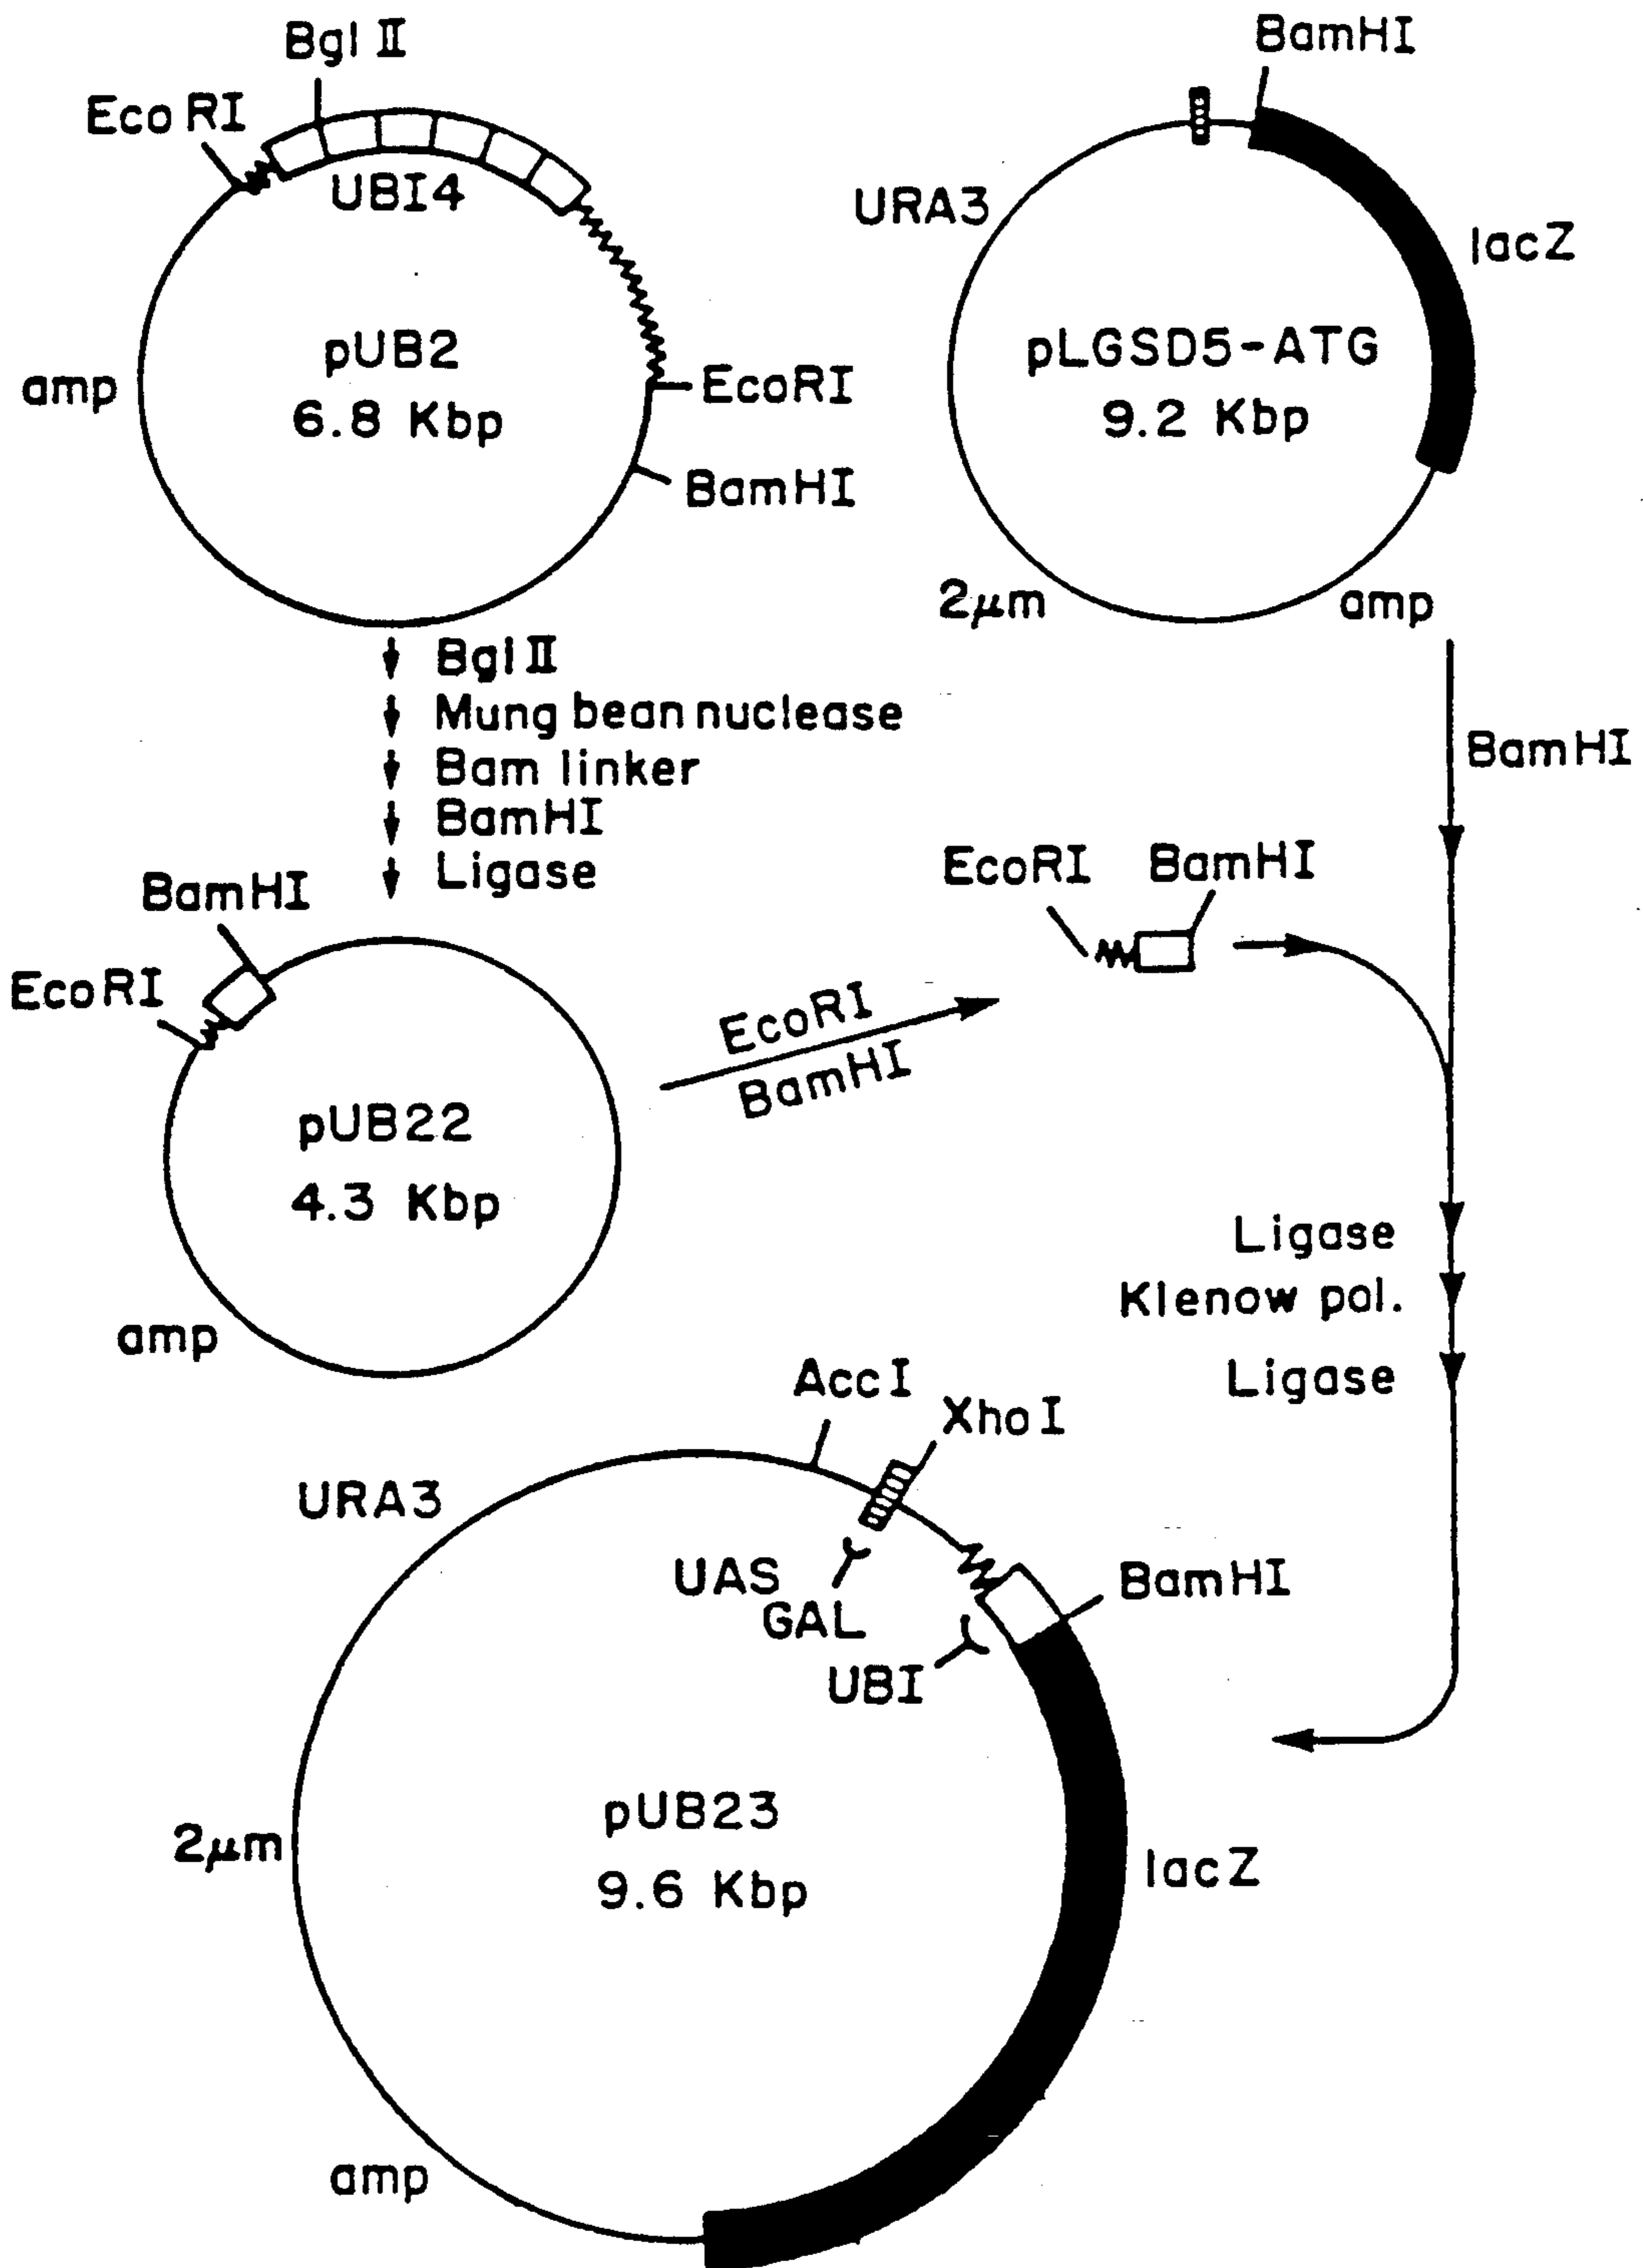 Bgl II
EcoRI
UBI4
pUB2
6.8 Kbp
amp
EcoRI
BamHI
BamHI
URA3
lacZ
pLGSD5-ATG
9.2 Kbp
2μm
amp
Bgl II
Mung bean nuclease
Bam linker
BamHI
Ligase
BamHI
BamHI
EcoRI
pUB22
4.3 Kbp
amp
EcoRI
BamHI
EcoRI
BamHI
Ligase
Klenow pol.
Ligase
AccI
XhoI
URA3
UAS
GAL
UBI
BamHI
pUB23
9.6 Kbp
2μm
lacZ
amp